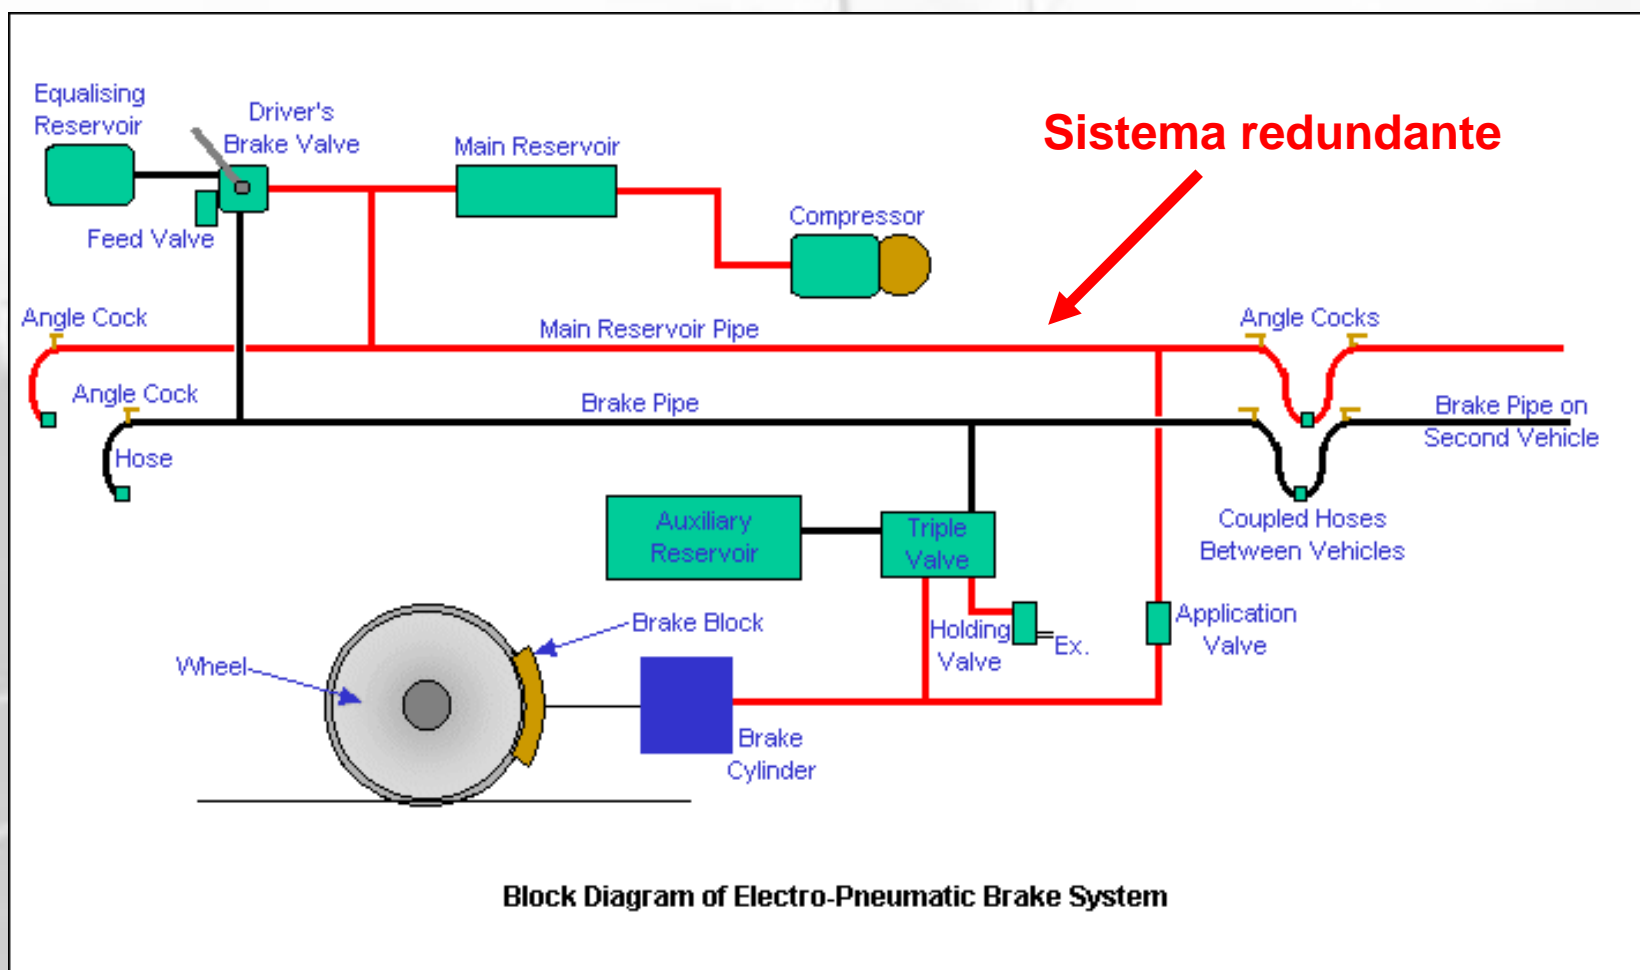 Equalising
Reservoir
Driver's
Brake Valve
Main Reservoir
Sistema redundante
Feed Valve
Compressor
Angle Cock
Main Reservoir Pipe
Angle Cocks
Angle Cock
Brake Pipe
Brake Pipe on
Second Vehicle
Hose
Auxiliary
Reservoir
Triple
Valve
Coupled Hoses
Between Vehicles
Brake Block
Holding
Valve
Ex.
Application
Valve
Wheel
Brake
Cylinder
Block Diagram of Electro-Pneumatic Brake System